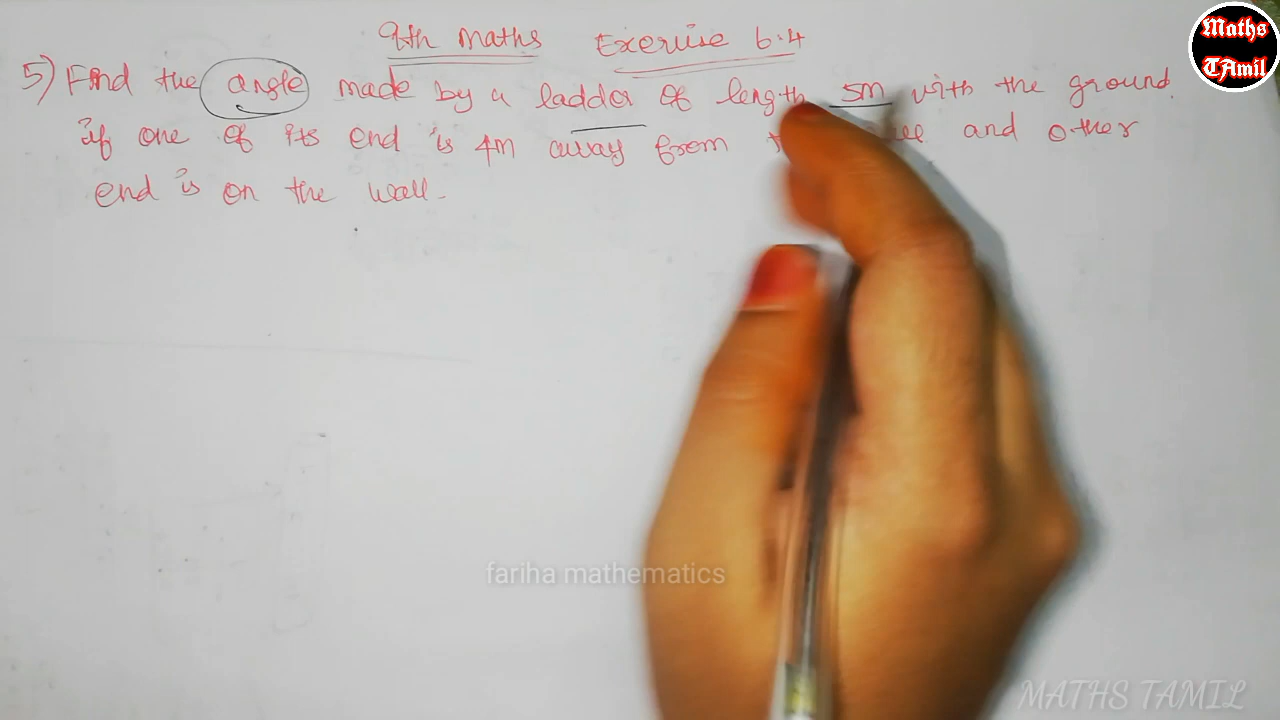 9th Maths Exercise 6.4
Maths
TAmil
5) Find the angle made by a ladder of length 5m with the ground
if one of its end is 4m away from and other
end is on the wall.
fariha mathematics
MATHS TAMIL